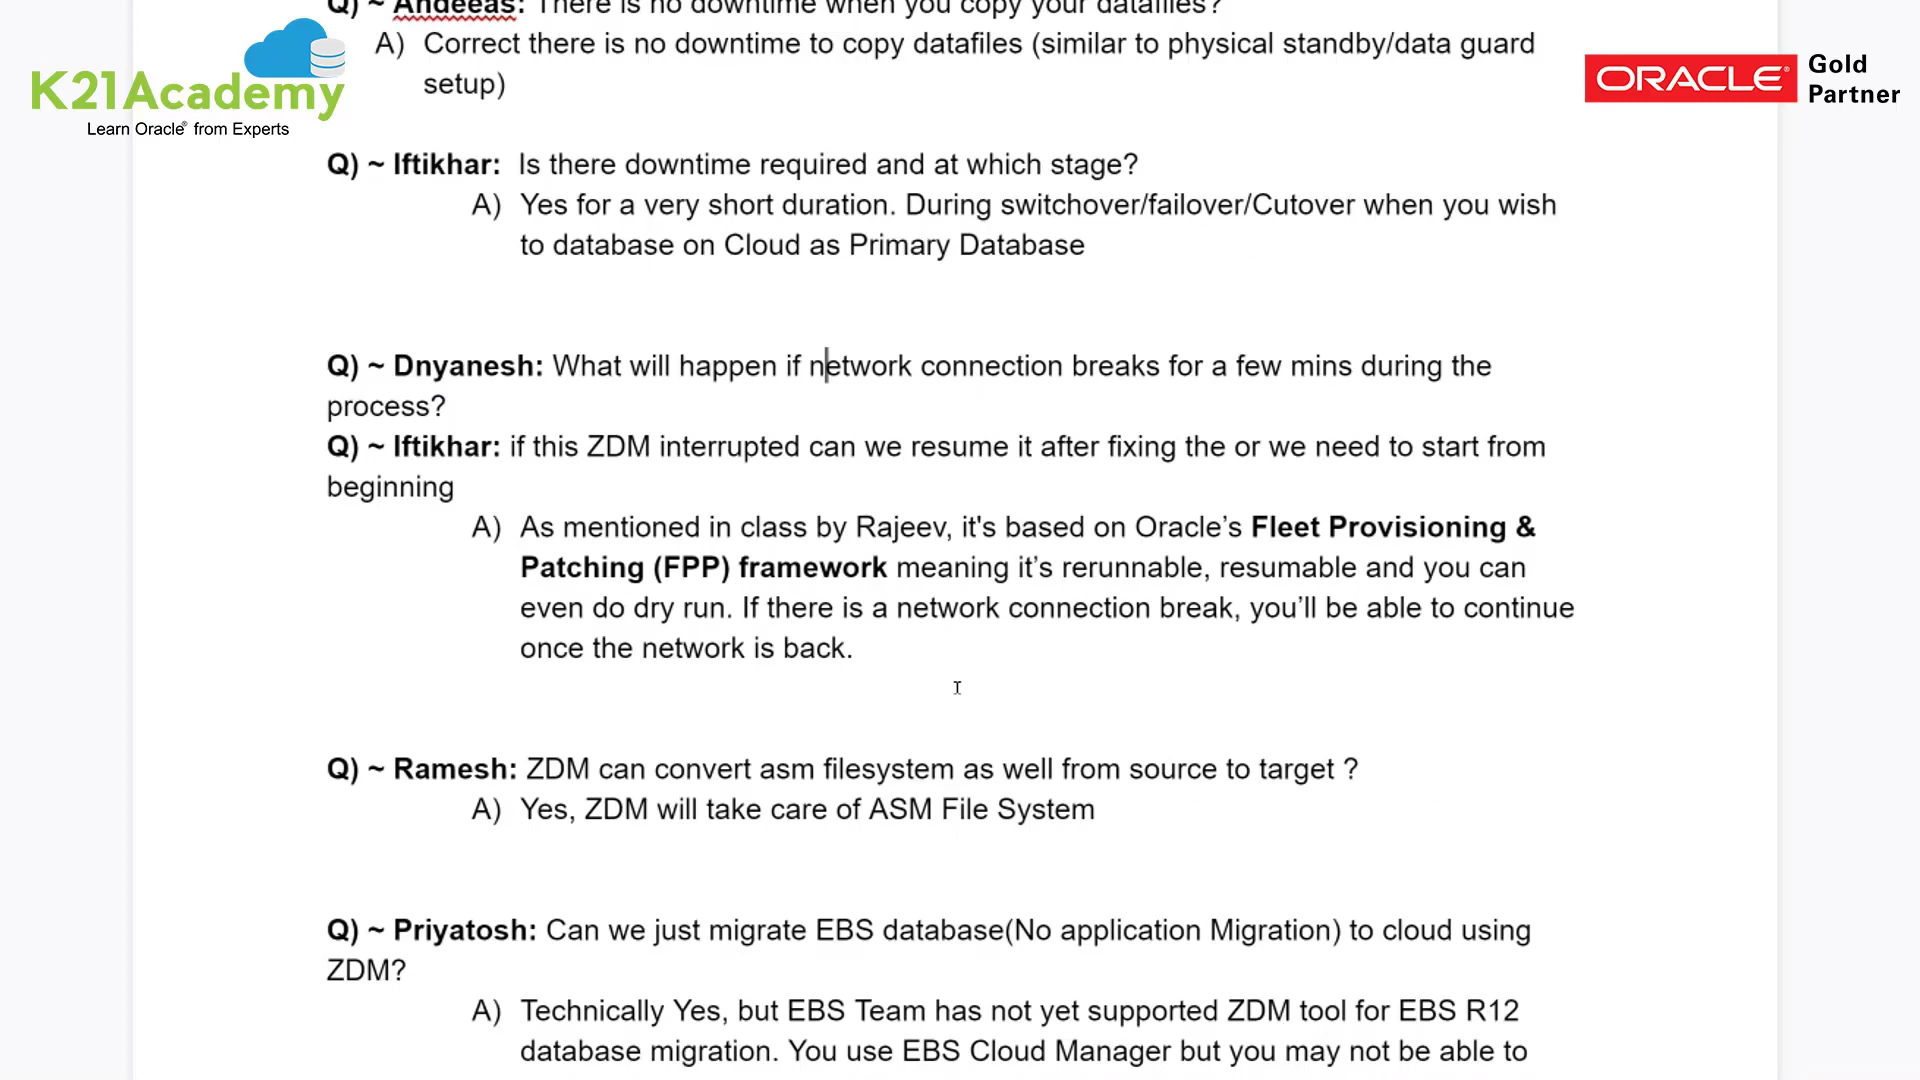 Q) ~ Andeeas: There is no downtime when you copy your datafiles?
K21Academy
Learn Oracle® from Experts
ORACLE®
Gold
Partner
A) Correct there is no downtime to copy datafiles (similar to physical standby/data guard
setup)
Q) ~ Iftikhar: Is there downtime required and at which stage?
A) Yes for a very short duration. During switchover/failover/Cutover when you wish
to database on Cloud as Primary Database
Q) ~ Dnyanesh: What will happen if network connection breaks for a few mins during the
process?
Q) ~ Iftikhar: if this ZDM interrupted can we resume it after fixing the or we need to start from
beginning
A) As mentioned in class by Rajeev, it's based on Oracle’s Fleet Provisioning &
Patching (FPP) framework meaning it’s rerunnable, resumable and you can
even do dry run. If there is a network connection break, you’ll be able to continue
once the network is back.
Q) ~ Ramesh: ZDM can convert asm filesystem as well from source to target ?
A) Yes, ZDM will take care of ASM File System
Q) ~ Priyatosh: Can we just migrate EBS database(No application Migration) to cloud using
ZDM?
A) Technically Yes, but EBS Team has not yet supported ZDM tool for EBS R12
database migration. You use EBS Cloud Manager but you may not be able to